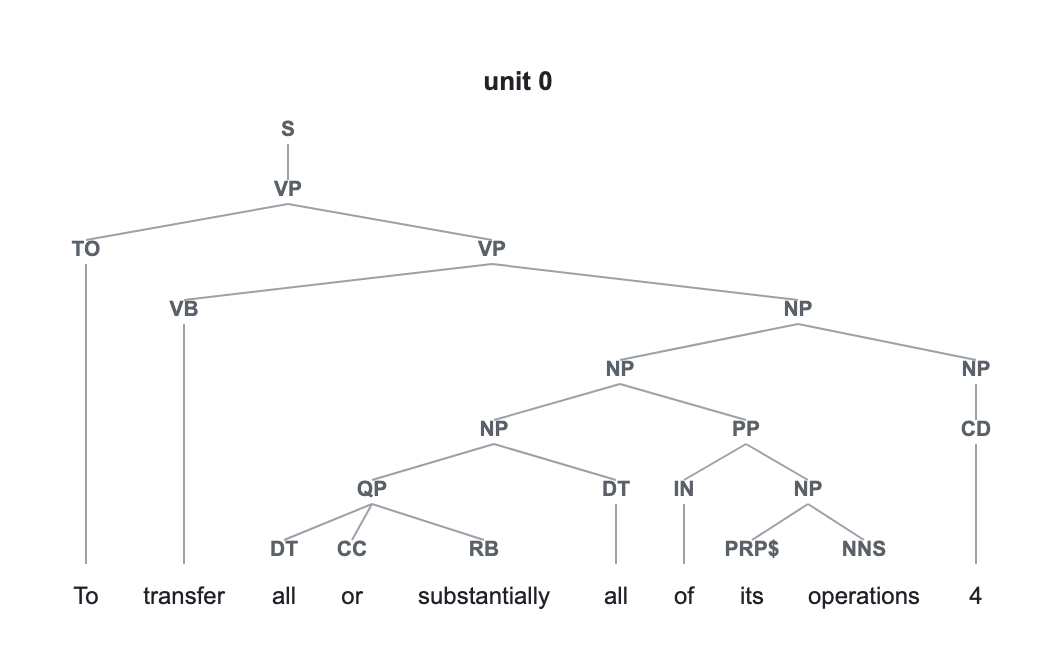 unit 0
S
VP
TO VP
VB NP
NP NP
NP PP CD
QP DT IN NP
DT CC RB PRP$ NNS
To transfer all or substantially all of its operations 4